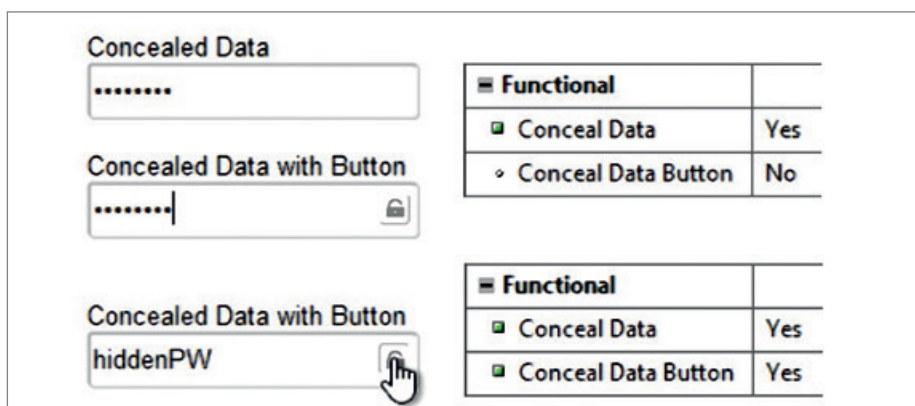 Concealed Data
••••••••
Concealed Data with Button
••••••••
Concealed Data with Button
hiddenPW
Functional
Conceal Data Yes
Conceal Data Button No
Functional
Conceal Data Yes
Conceal Data Button Yes